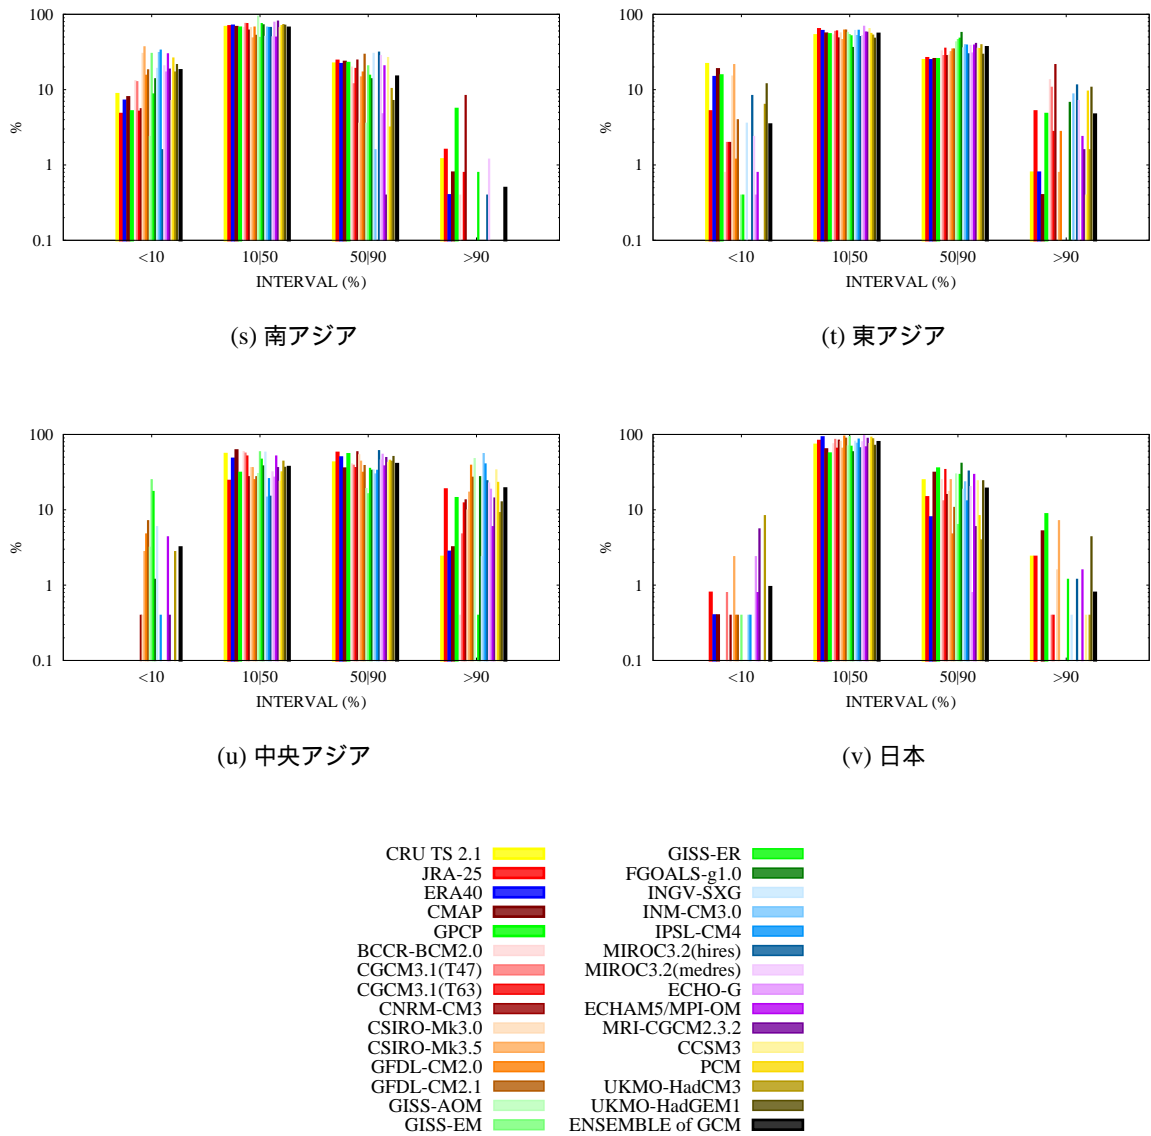 100
10
1
0.1
%
<10 10|50 50|90 >90
INTERVAL (%)
(s) 南アジア
100
10
1
0.1
%
<10 10|50 50|90 >90
INTERVAL (%)
(t) 東アジア
100
10
1
0.1
%
<10 10|50 50|90 >90
INTERVAL (%)
(u) 中央アジア
100
10
1
0.1
%
<10 10|50 50|90 >90
INTERVAL (%)
(v) 日本
CRU TS 2.1
JRA-25
ERA40
CMAP
GPCP
BCCR-BCM2.0
CGCM3.1(T47)
CGCM3.1(T63)
CNRM-CM3
CSIRO-Mk3.0
CSIRO-Mk3.5
GFDL-CM2.0
GFDL-CM2.1
GISS-AOM
GISS-EM
GISS-ER
FGOALS-g1.0
INGV-SXG
INM-CM3.0
IPSL-CM4
MIROC3.2(hires)
MIROC3.2(medres)
ECHO-G
ECHAM5/MPI-OM
MRI-CGCM2.3.2
CCSM3
PCM
UKMO-HadCM3
UKMO-HadGEM1
ENSEMBLE of GCM